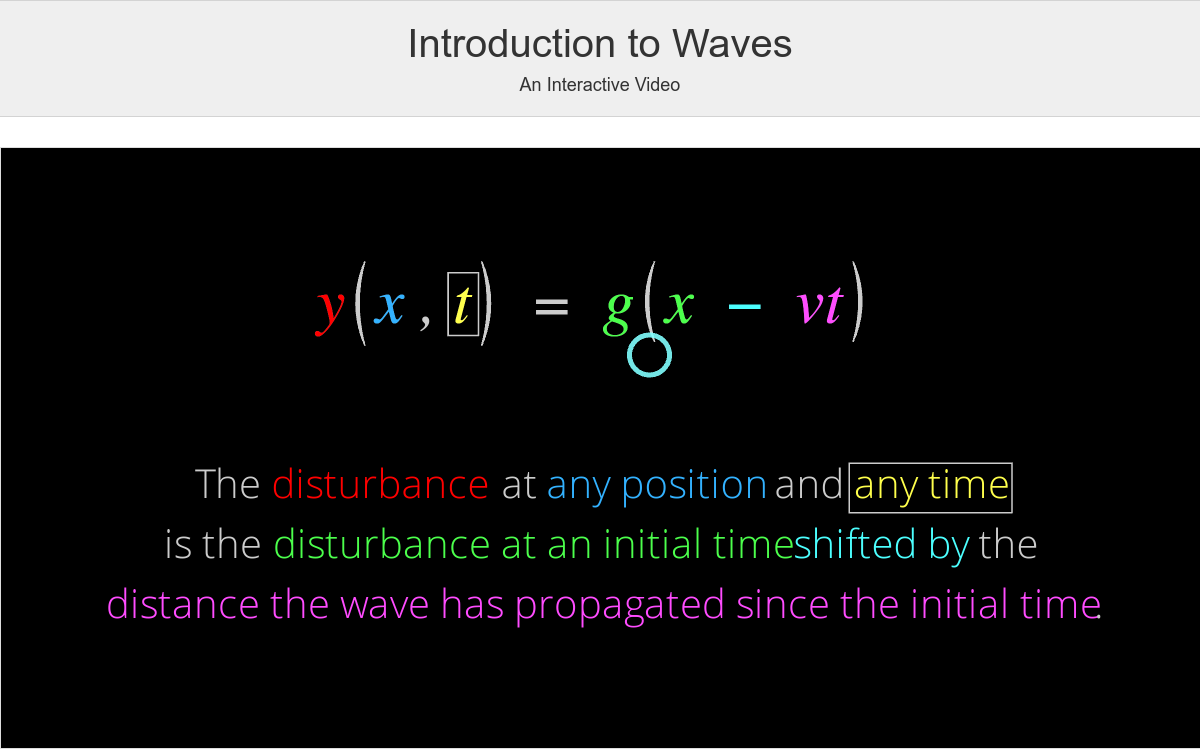 Introduction to Waves
An Interactive Video
y(x,t) = g(x − vt)
The disturbance at any position and any time
is the disturbance at an initial timeshifted by the
distance the wave has propagated since the initial time.